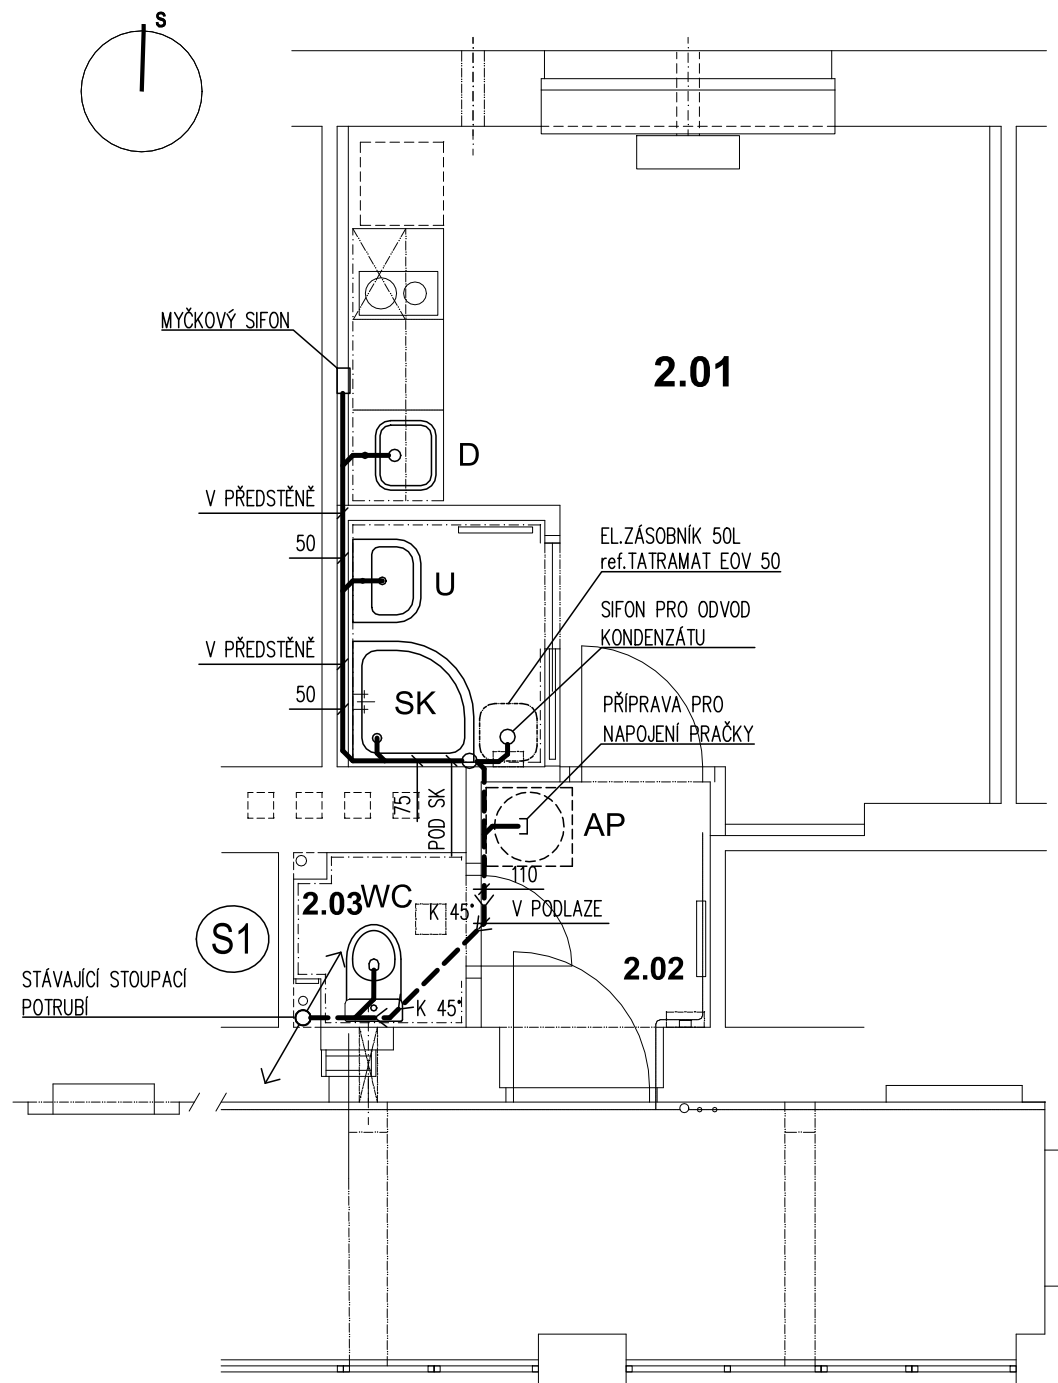 S
MYČKOVÝ SIFON
2.01
D
V PŘEDSTĚNĚ
50
EL.ZÁSOBNÍK 50L
ref.TATRAMAT EOV 50
U
SIFON PRO ODVOD
KONDENZÁTU
V PŘEDSTĚNĚ
50
SK
PŘÍPRAVA PRO
NAPOJENÍ PRAČKY
75
POD SK
AP
110
V PODLAZE
2.03
WC
K 45°
S1
2.02
STÁVAJÍCÍ STOUPACÍ
POTRUBÍ
K 45°